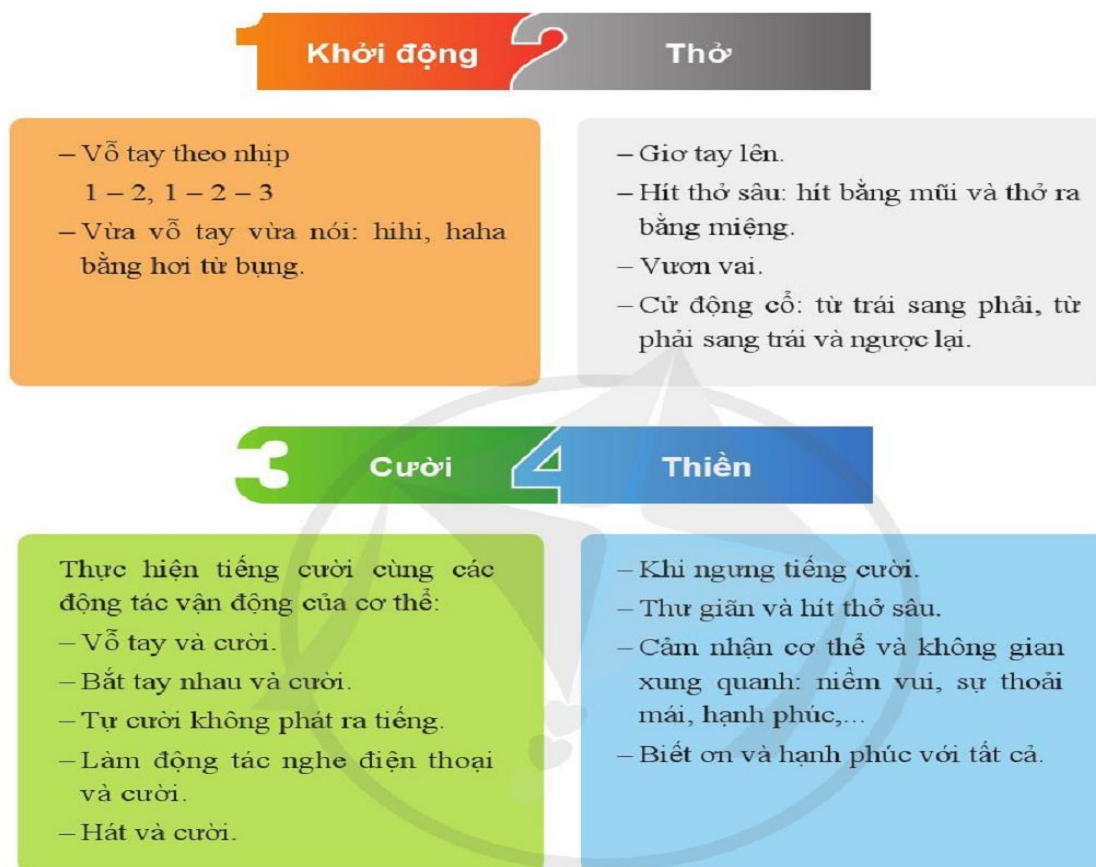 1 Khởi động 2 Thở
– Vỗ tay theo nhịp
1 – 2, 1 – 2 – 3
– Vừa vỗ tay vừa nói: hihi, haha
bằng hơi từ bụng.
– Giơ tay lên.
– Hít thở sâu: hít bằng mũi và thở ra
bằng miệng.
– Vươn vai.
– Cử động cổ: từ trái sang phải, từ
phải sang trái và ngược lại.
3 Cười 4 Thiền
Thực hiện tiếng cười cùng các
động tác vận động của cơ thể:
– Vỗ tay và cười.
– Bắt tay nhau và cười.
– Tự cười không phát ra tiếng.
– Làm động tác nghe điện thoại
và cười.
– Hát và cười.
– Khi ngưng tiếng cười.
– Thư giãn và hít thở sâu.
– Cảm nhận cơ thể và không gian
xung quanh: niềm vui, sự thoải
mái, hạnh phúc,...
– Biết ơn và hạnh phúc với tất cả.